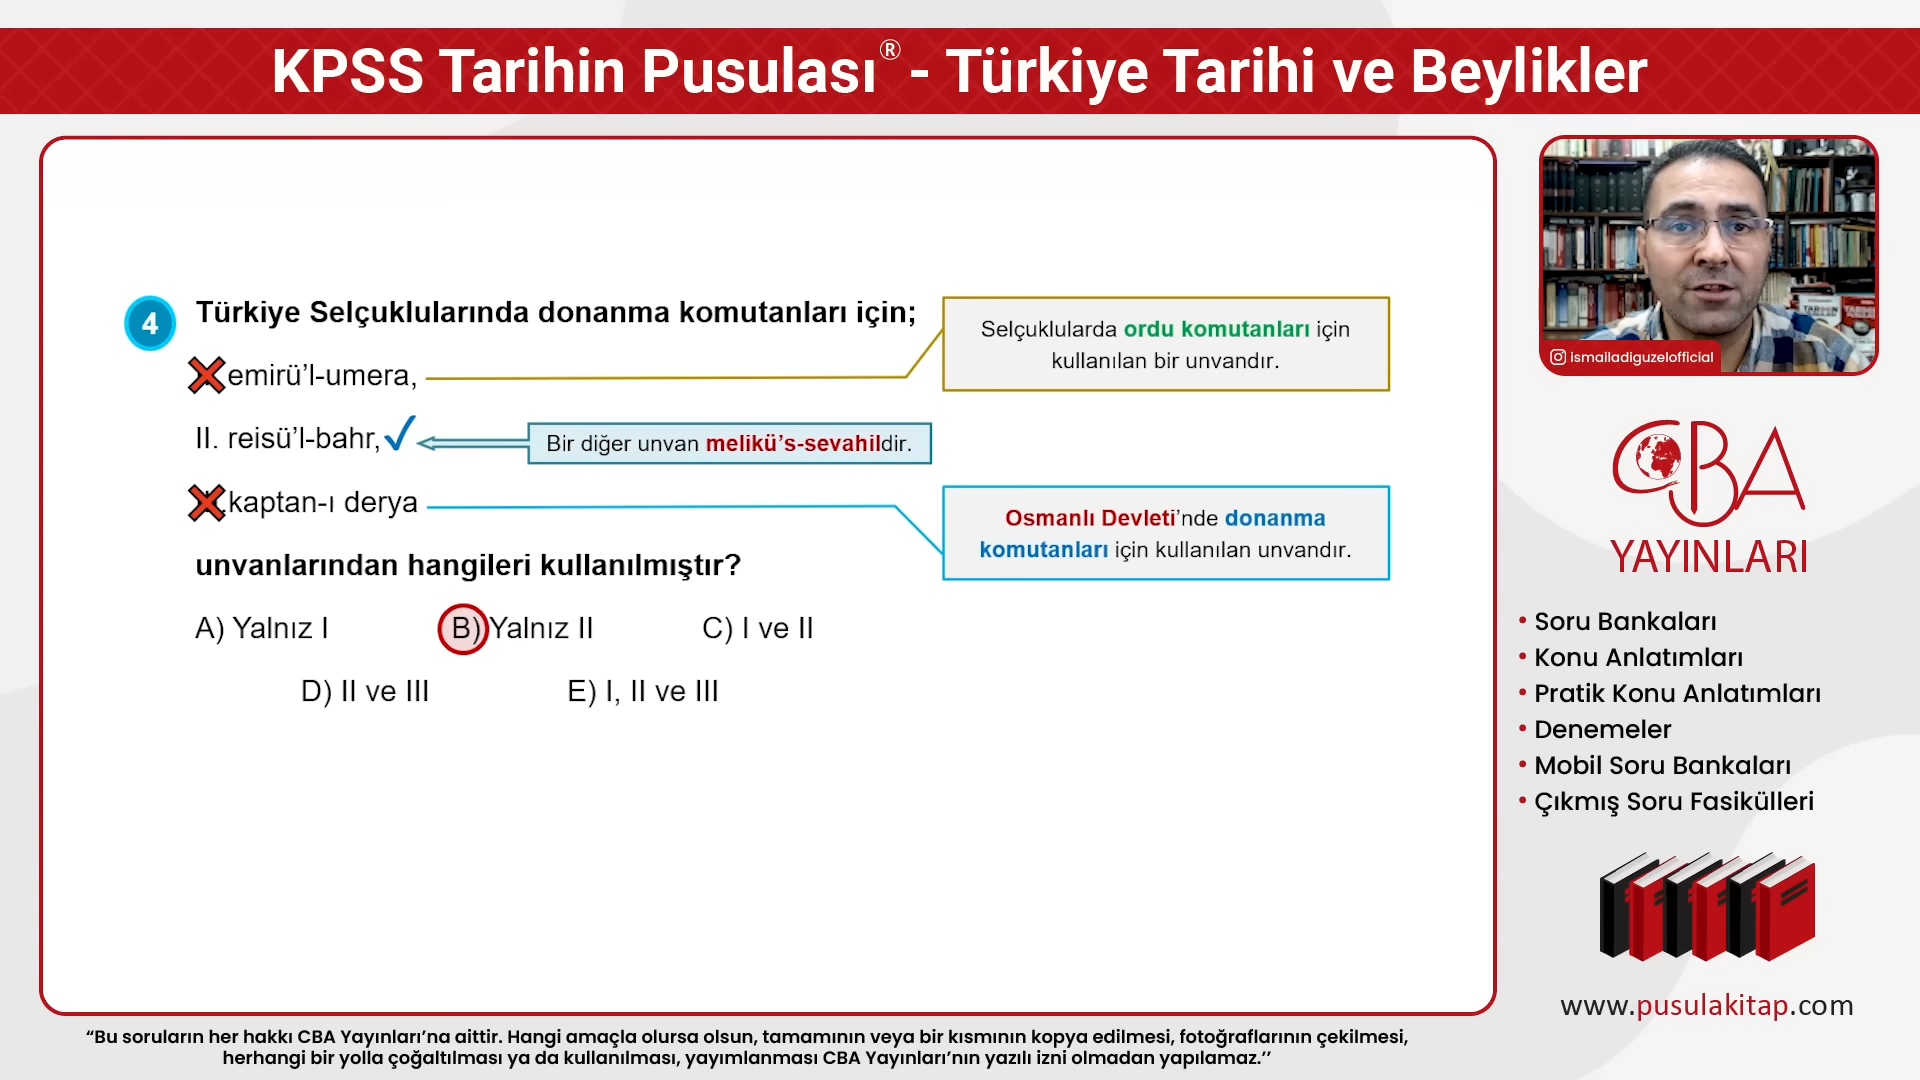 KPSS Tarihin Pusulası® - Türkiye Tarihi ve Beylikler
4
Türkiye Selçuklularında donanma komutanları için;
emirü’l-umera,
II. reisü’l-bahr,
kaptan-ı derya
unvanlarından hangileri kullanılmıştır?
A) Yalnız I
B) Yalnız II
C) I ve II
D) II ve III
E) I, II ve III
Selçuklularda ordu komutanları için
kullanılan bir unvandır.
Bir diğer unvan melikü’s-sevahildir.
Osmanlı Devleti’nde donanma
komutanları için kullanılan unvandır.
ismailadiguzelofficial
CBA
YAYINLARI
• Soru Bankaları
• Konu Anlatımları
• Pratik Konu Anlatımları
• Denemeler
• Mobil Soru Bankaları
• Çıkmış Soru Fasikülleri
www.pusulakitap.com
“Bu soruların her hakkı CBA Yayınları’na aittir. Hangi amaçla olursa olsun, tamamının veya bir kısmının kopya edilmesi, fotoğraflarının çekilmesi,
herhangi bir yolla çoğaltılması ya da kullanılması, yayımlanması CBA Yayınları’nın yazılı izni olmadan yapılamaz.’’